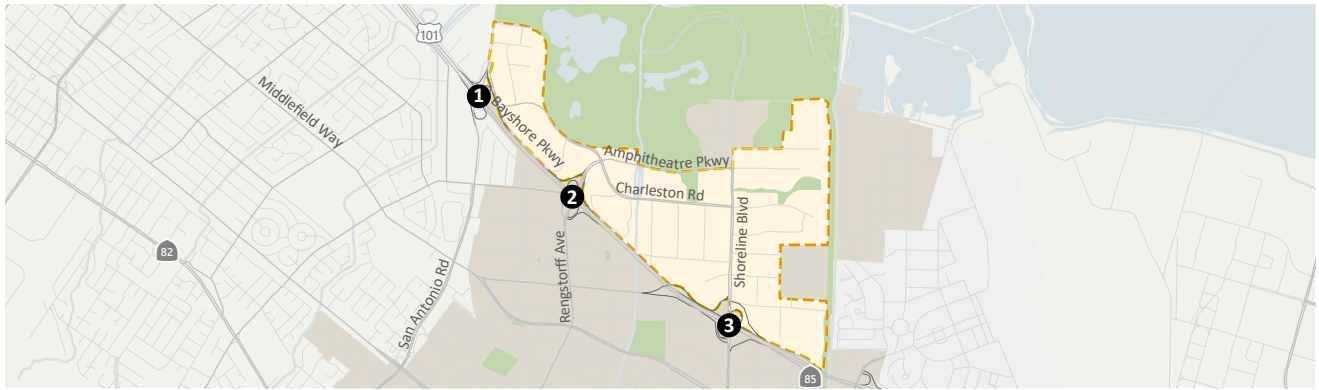 101
Middlefield Way
1
Bayshore Pkwy
Amphitheatre Pkwy
2
Charleston Rd
Shoreline Blvd
82
Rengstorff Ave
San Antonio Rd
3
85